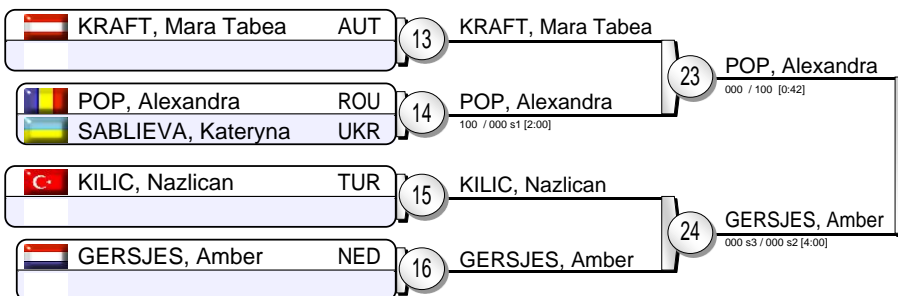 KRAFT, Mara Tabea AUT
13
KRAFT, Mara Tabea
POP, Alexandra ROU
SABLIEVA, Kateryna UKR
14
POP, Alexandra
100 / 000 s1 [2:00]
23
POP, Alexandra
000 / 100 [0:42]
KILIC, Nazlican TUR
15
KILIC, Nazlican
GERSJES, Amber NED
16
GERSJES, Amber
24
GERSJES, Amber
000 s3 / 000 s2 [4:00]